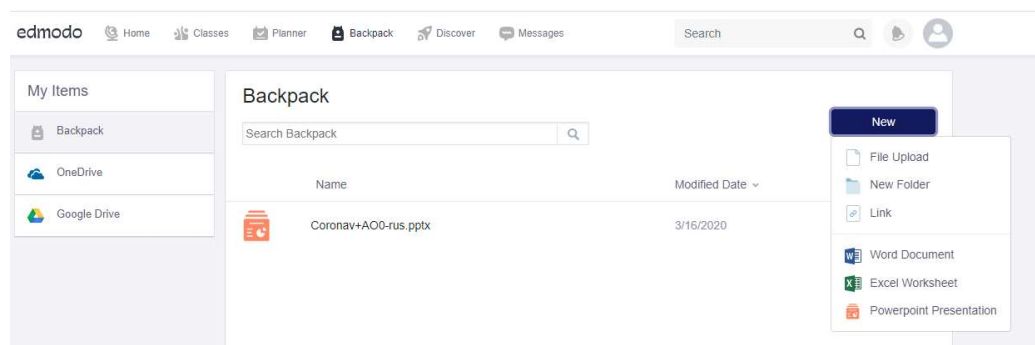 edmodo Home Classes Planner Backpack Discover Messages Search
My Items
Backpack
OneDrive
Google Drive
Backpack
Search Backpack
New
Name Modified Date
Coronav+AO0-rus.pptx 3/16/2020
File Upload
New Folder
Link
Word Document
Excel Worksheet
Powerpoint Presentation